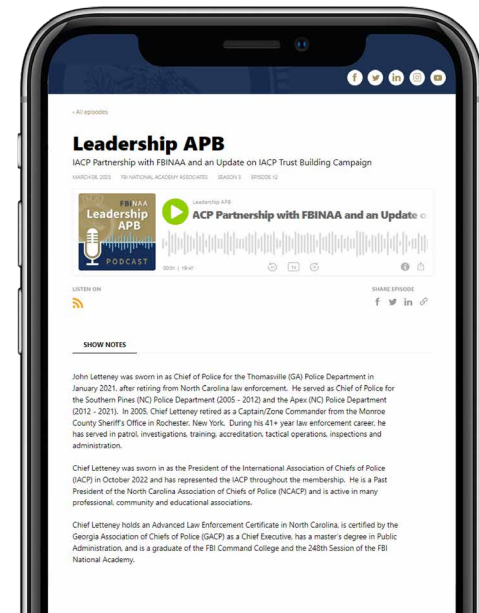 ‹ All episodes
Leadership APB
IACP Partnership with FBINAA and an Update on IACP Trust Building Campaign
MARCH 08, 2023 FBI NATIONAL ACADEMY ASSOCIATES SEASON 3 EPISODE 12
FBINAA
Leadership
APB
PODCAST
Leadership APB
ACP Partnership with FBINAA and an Update o
00:01 | 19:47
1x
LISTEN ON
SHARE EPISODE
SHOW NOTES
John Letteney was sworn in as Chief of Police for the Thomasville (GA) Police Department in
January 2021, after retiring from North Carolina law enforcement. He served as Chief of Police for
the Southern Pines (NC) Police Department (2005 - 2012) and the Apex (NC) Police Department
(2012 - 2021). In 2005, Chief Letteney retired as a Captain/Zone Commander from the Monroe
County Sheriff's Office in Rochester, New York. During his 41+ year law enforcement career, he
has served in patrol, investigations, training, accreditation, tactical operations, inspections and
administration.
Chief Letteney was sworn in as the President of the International Association of Chiefs of Police
(IACP) in October 2022 and has represented the IACP throughout the membership. He is a Past
President of the North Carolina Association of Chiefs of Police (NCACP) and is active in many
professional, community and educational associations.
Chief Letteney holds an Advanced Law Enforcement Certificate in North Carolina, is certified by the
Georgia Association of Chiefs of Police (GACP) as a Chief Executive, has a master's degree in Public
Administration, and is a graduate of the FBI Command College and the 248th Session of the FBI
National Academy.